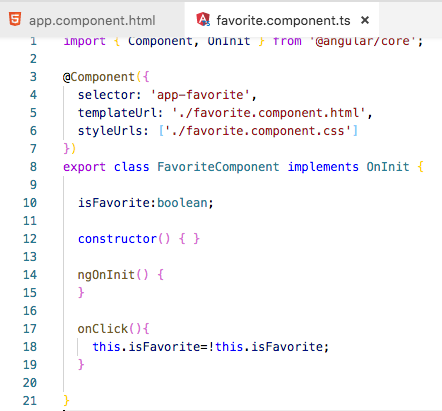 app.component.html favorite.component.ts ×
1 import { Component, OnInit } from '@angular/core';
2
3 @Component({
4 selector: 'app-favorite',
5 templateUrl: './favorite.component.html',
6 styleUrls: ['./favorite.component.css']
7 })
8 export class FavoriteComponent implements OnInit {
9
10 isFavorite:boolean;
11
12 constructor() { }
13
14 ngOnInit() {
15 }
16
17 onClick(){
18 this.isFavorite=!this.isFavorite;
19 }
20
21 }